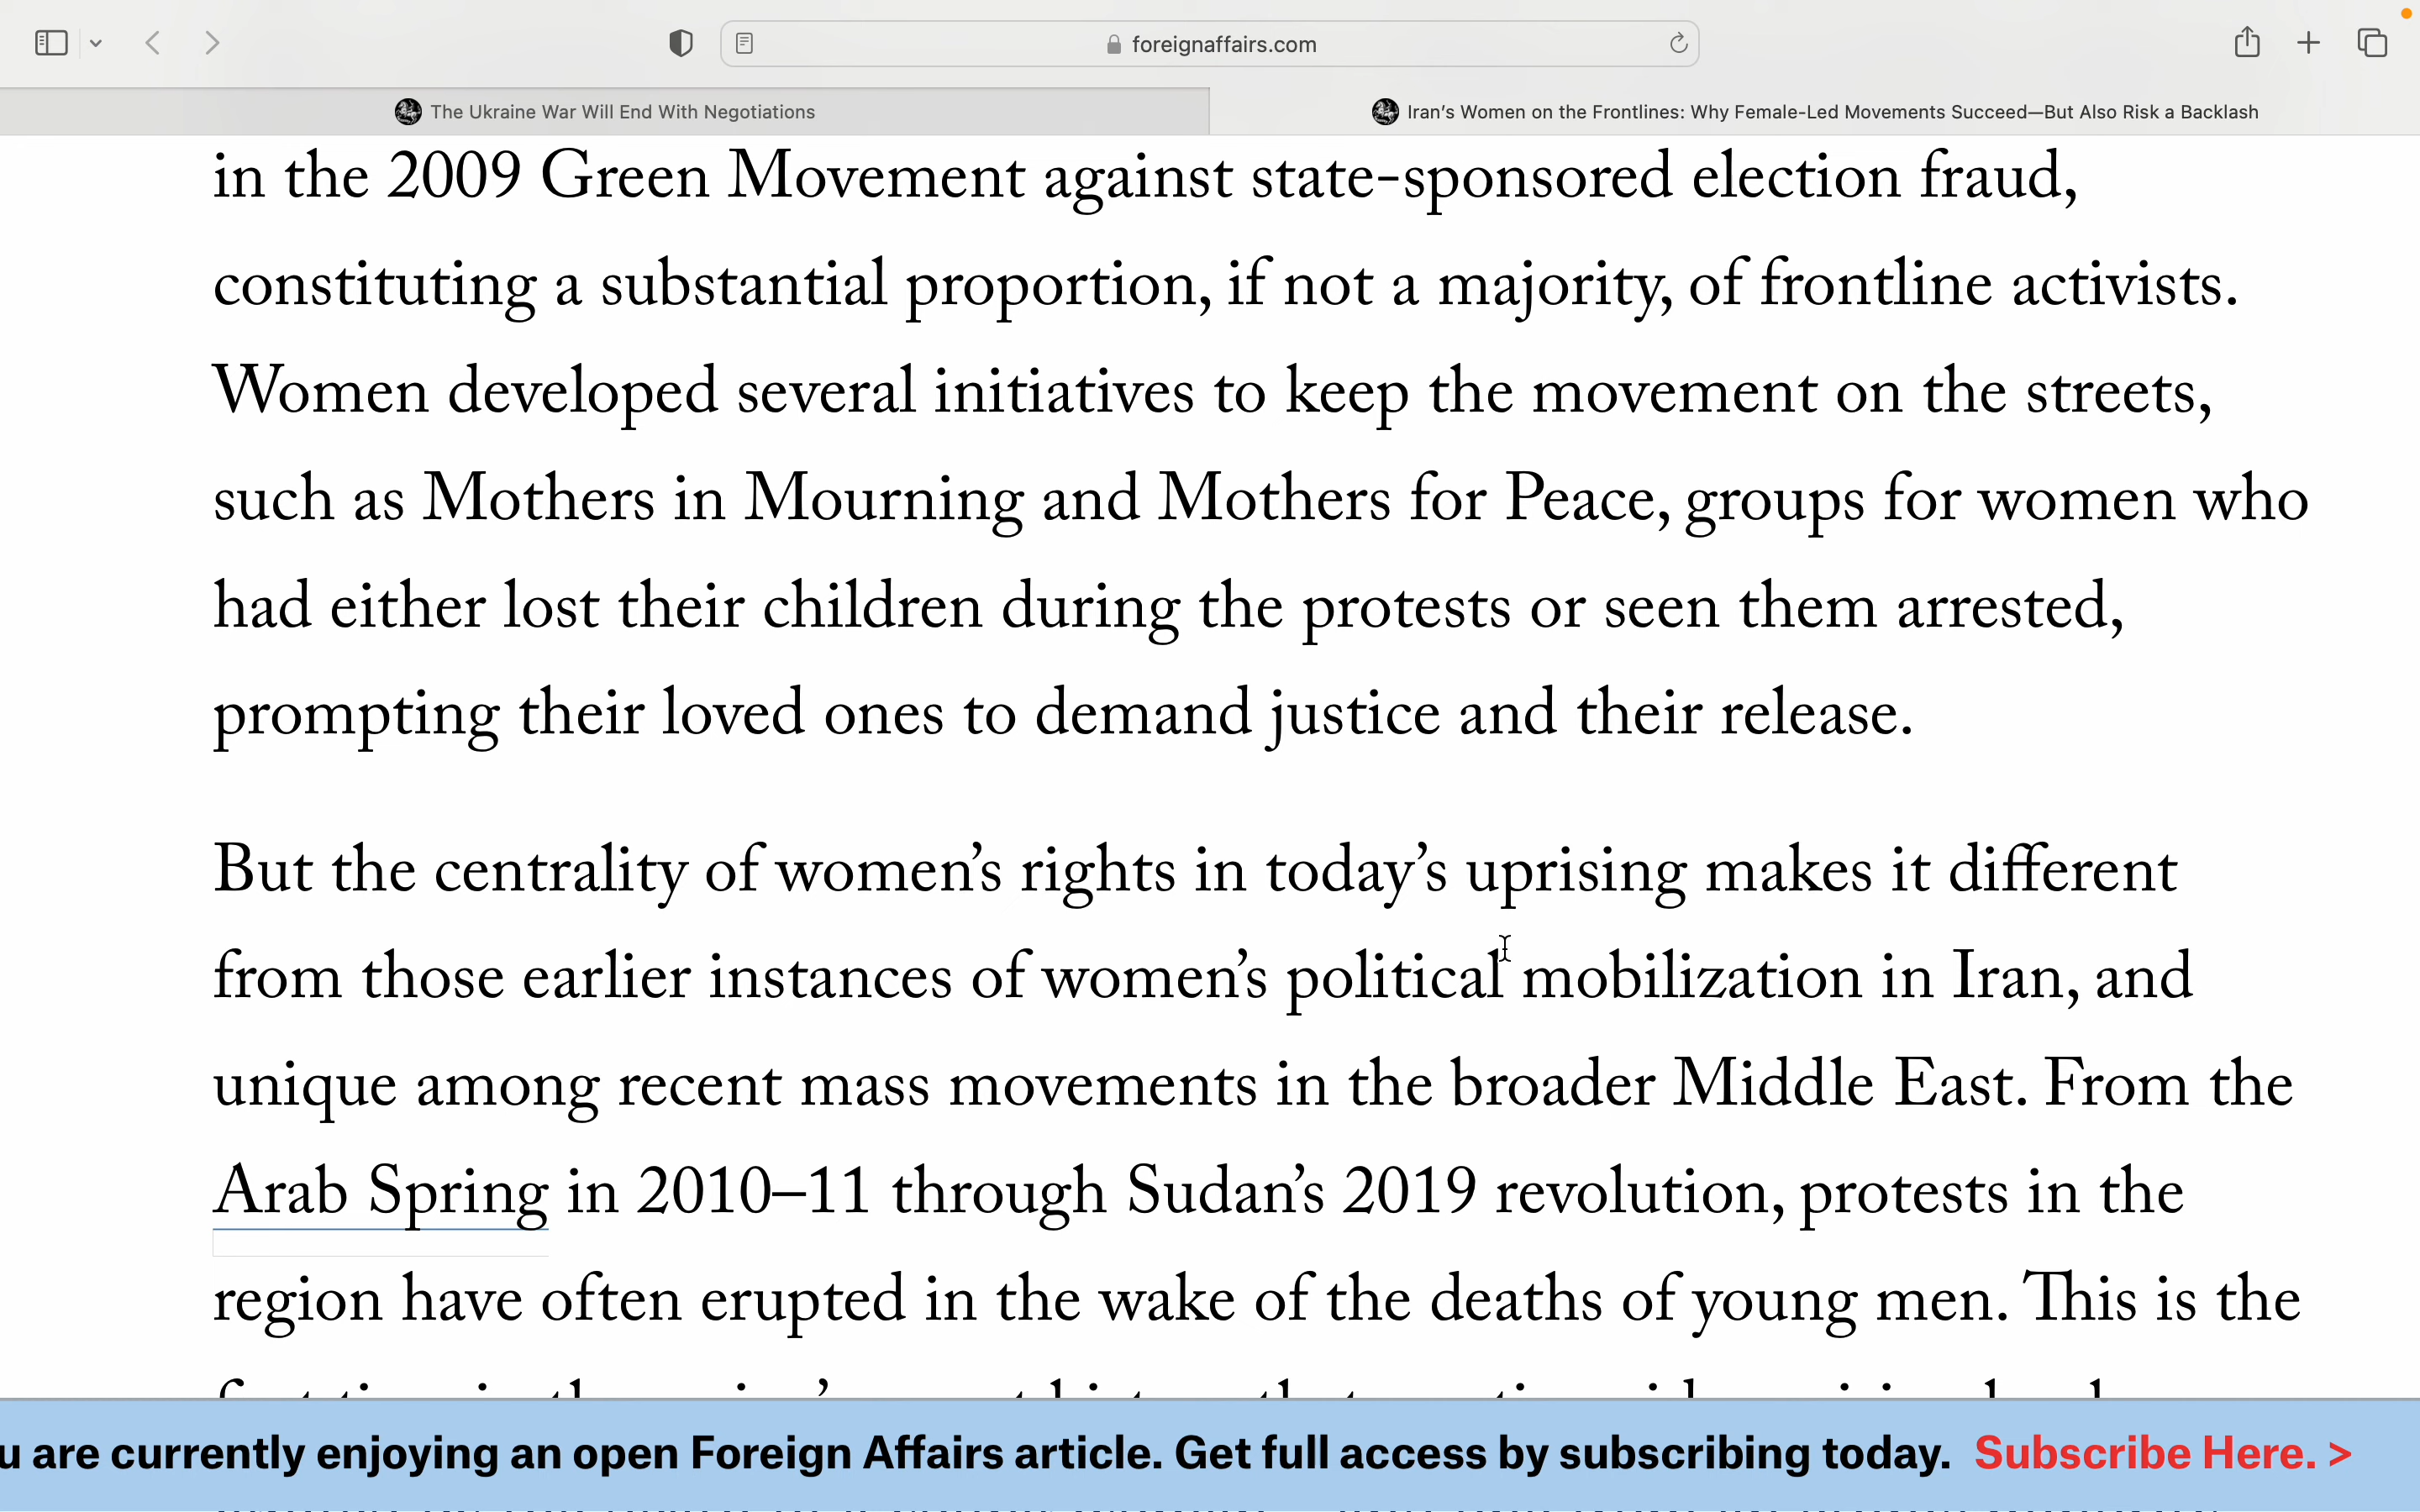 foreignaffairs.com
The Ukraine War Will End With Negotiations
Iran's Women on the Frontlines: Why Female-Led Movements Succeed—But Also Risk a Backlash
in the 2009 Green Movement against state-sponsored election fraud,
constituting a substantial proportion, if not a majority, of frontline activists.
Women developed several initiatives to keep the movement on the streets,
such as Mothers in Mourning and Mothers for Peace, groups for women who
had either lost their children during the protests or seen them arrested,
prompting their loved ones to demand justice and their release.
But the centrality of women's rights in today's uprising makes it different
from those earlier instances of women's political mobilization in Iran, and
unique among recent mass movements in the broader Middle East. From the
Arab Spring in 2010–11 through Sudan's 2019 revolution, protests in the
region have often erupted in the wake of the deaths of young men. This is the
are currently enjoying an open Foreign Affairs article. Get full access by subscribing today. Subscribe Here. >